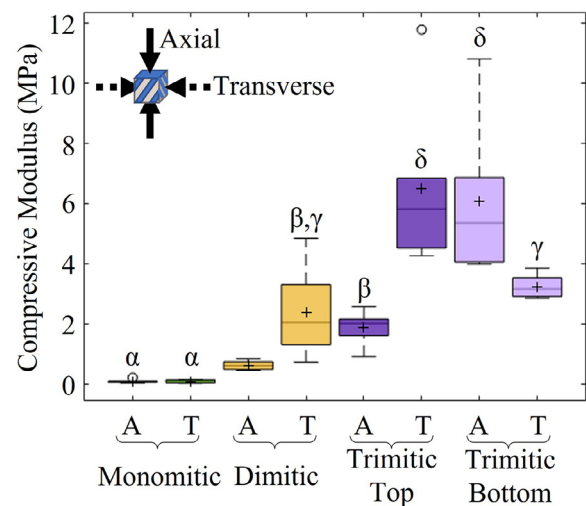 Compressive Modulus (MPa)
12
10
8
6
4
2
0
Axial
Transverse
α
α
β,γ
β
δ
δ
γ
A T A T A T A T
Monomitic Dimitic Trimitic Top Trimitic Bottom